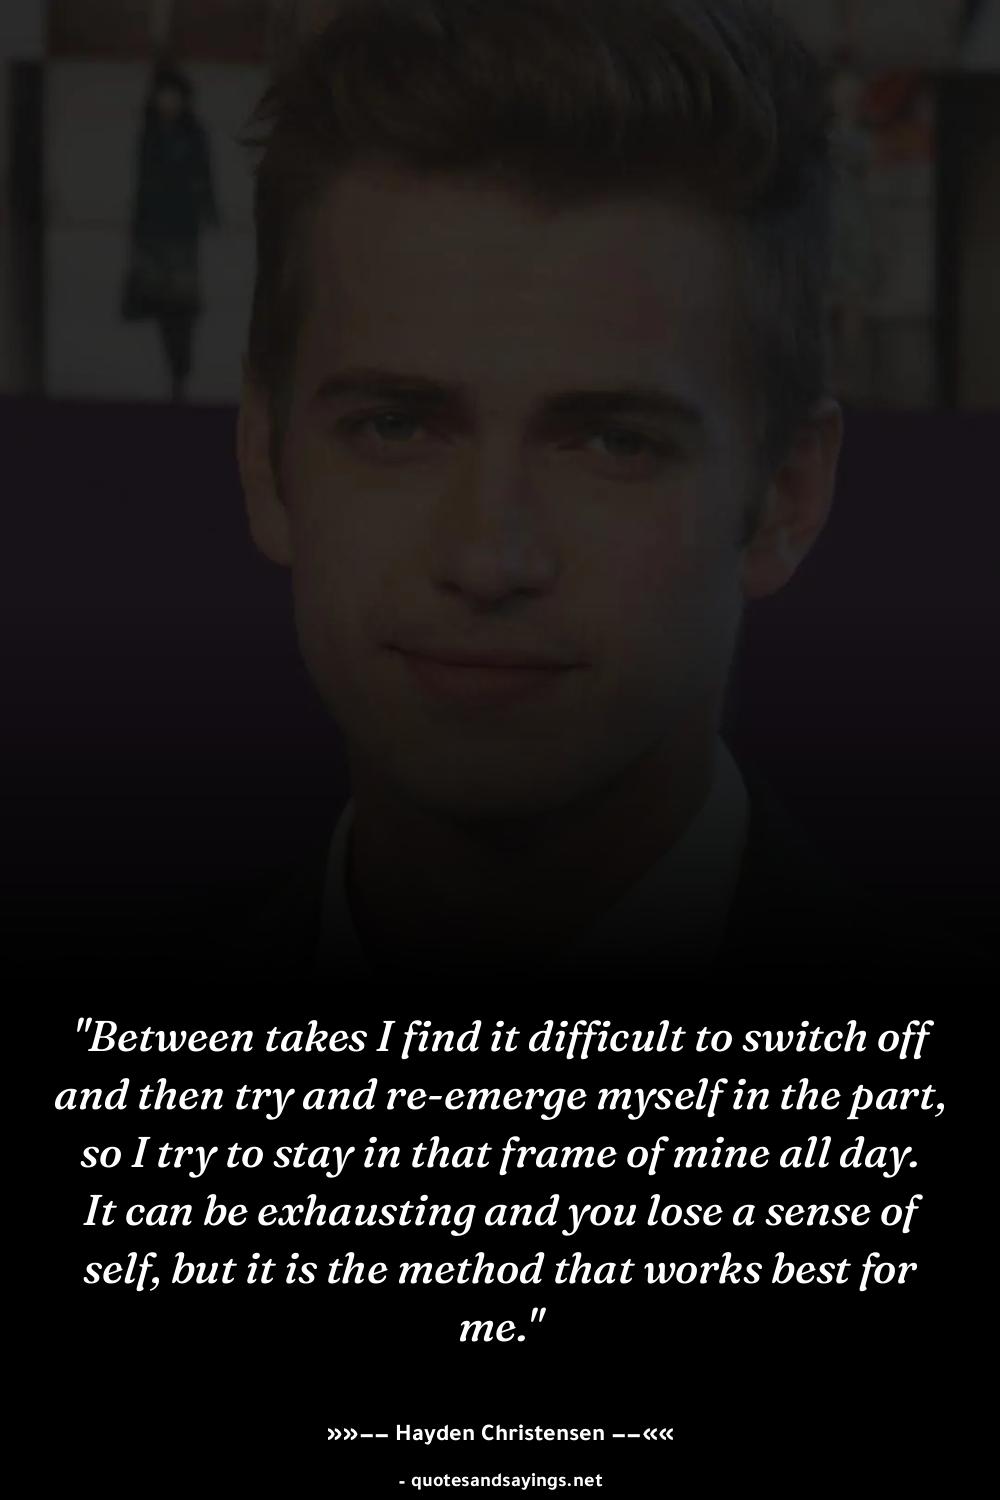 "Between takes I find it difficult to switch off
and then try and re-emerge myself in the part,
so I try to stay in that frame of mine all day.
It can be exhausting and you lose a sense of
self, but it is the method that works best for
me."
»»-- Hayden Christensen --««
- quotesandsayings.net